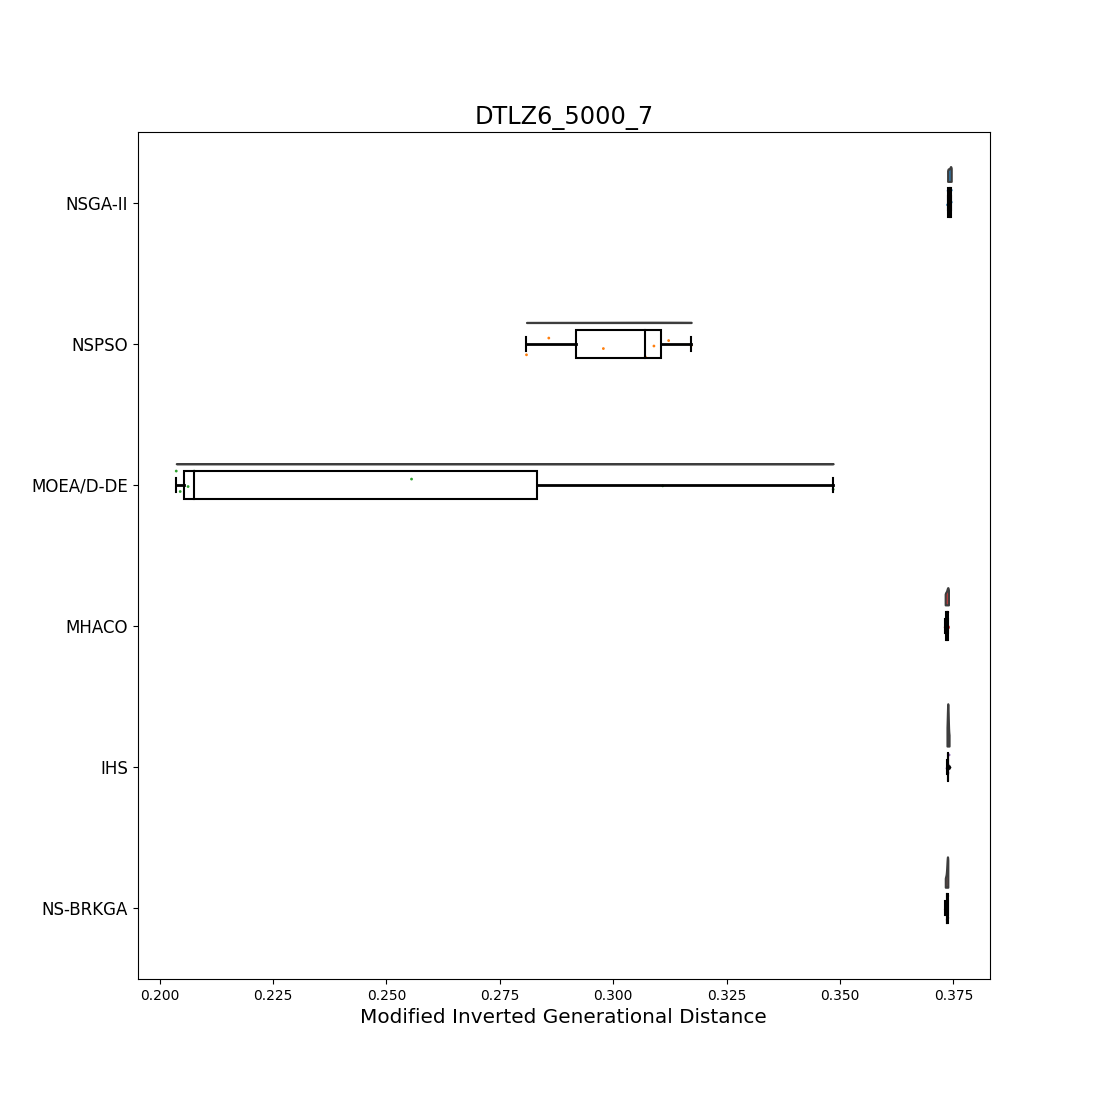 DTLZ6_5000_7
NSGA-II
NSPSO
MOEA/D-DE
MHACO
IHS
NS-BRKGA
0.200 0.225 0.250 0.275 0.300 0.325 0.350 0.375
Modified Inverted Generational Distance